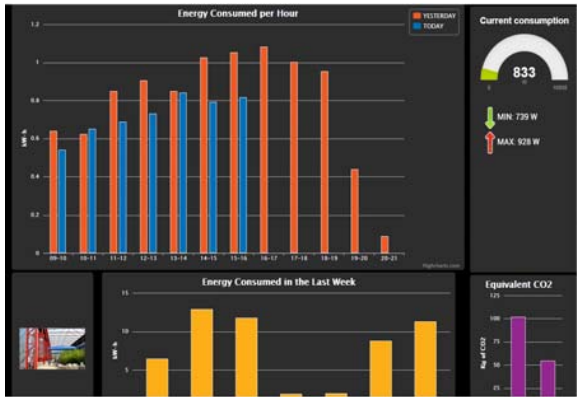 Energy Consumed per Hour
YESTERDAY
TODAY
1.2
1
0.8
0.6
0.4
0.2
0
kW-h
09-10 10-11 11-12 12-13 13-14 14-15 15-16 16-17 17-18 18-19 19-20 20-21
Highcharts.com
Current consumption
833
W
0
MIN: 739 W
MAX: 928 W
Energy Consumed in the Last Week
15
10
5
kW-h
Equivalent CO2
125
100
75
50
25
Kg of CO2